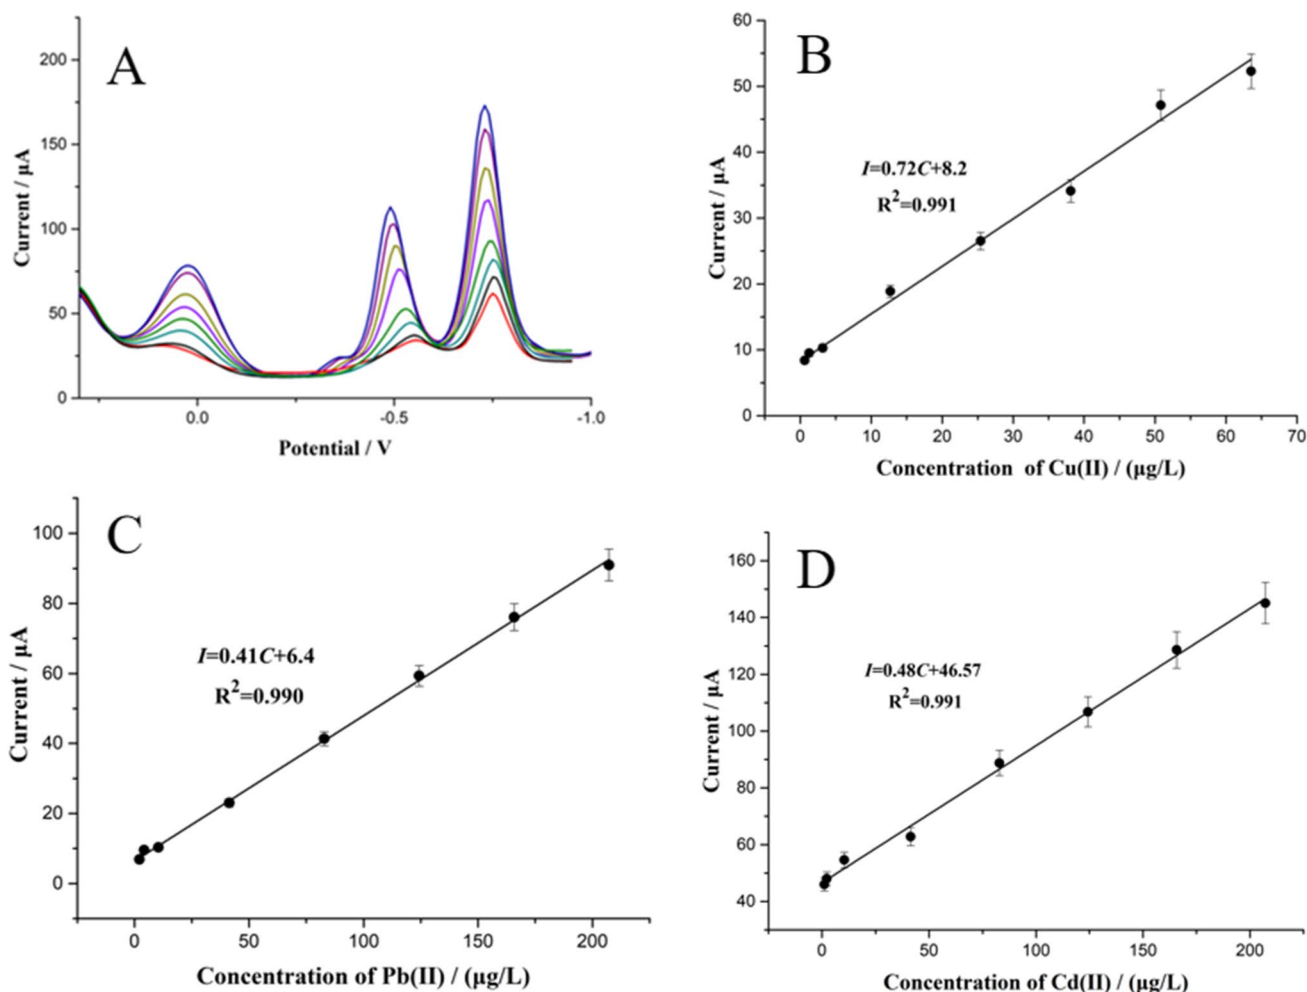 A
Current / μA
200
150
100
50
0
0.0
-0.5
-1.0
Potential / V
B
Current / μA
60
50
40
30
20
10
0
I=0.72C+8.2
R²=0.991
0 10 20 30 40 50 60 70
Concentration of Cu(II) / (μg/L)
C
Current / μA
100
80
60
40
20
0
I=0.41C+6.4
R²=0.990
0 50 100 150 200
Concentration of Pb(II) / (μg/L)
D
Current / μA
160
140
120
100
80
60
40
I=0.48C+46.57
R²=0.991
0 50 100 150 200
Concentration of Cd(II) / (μg/L)